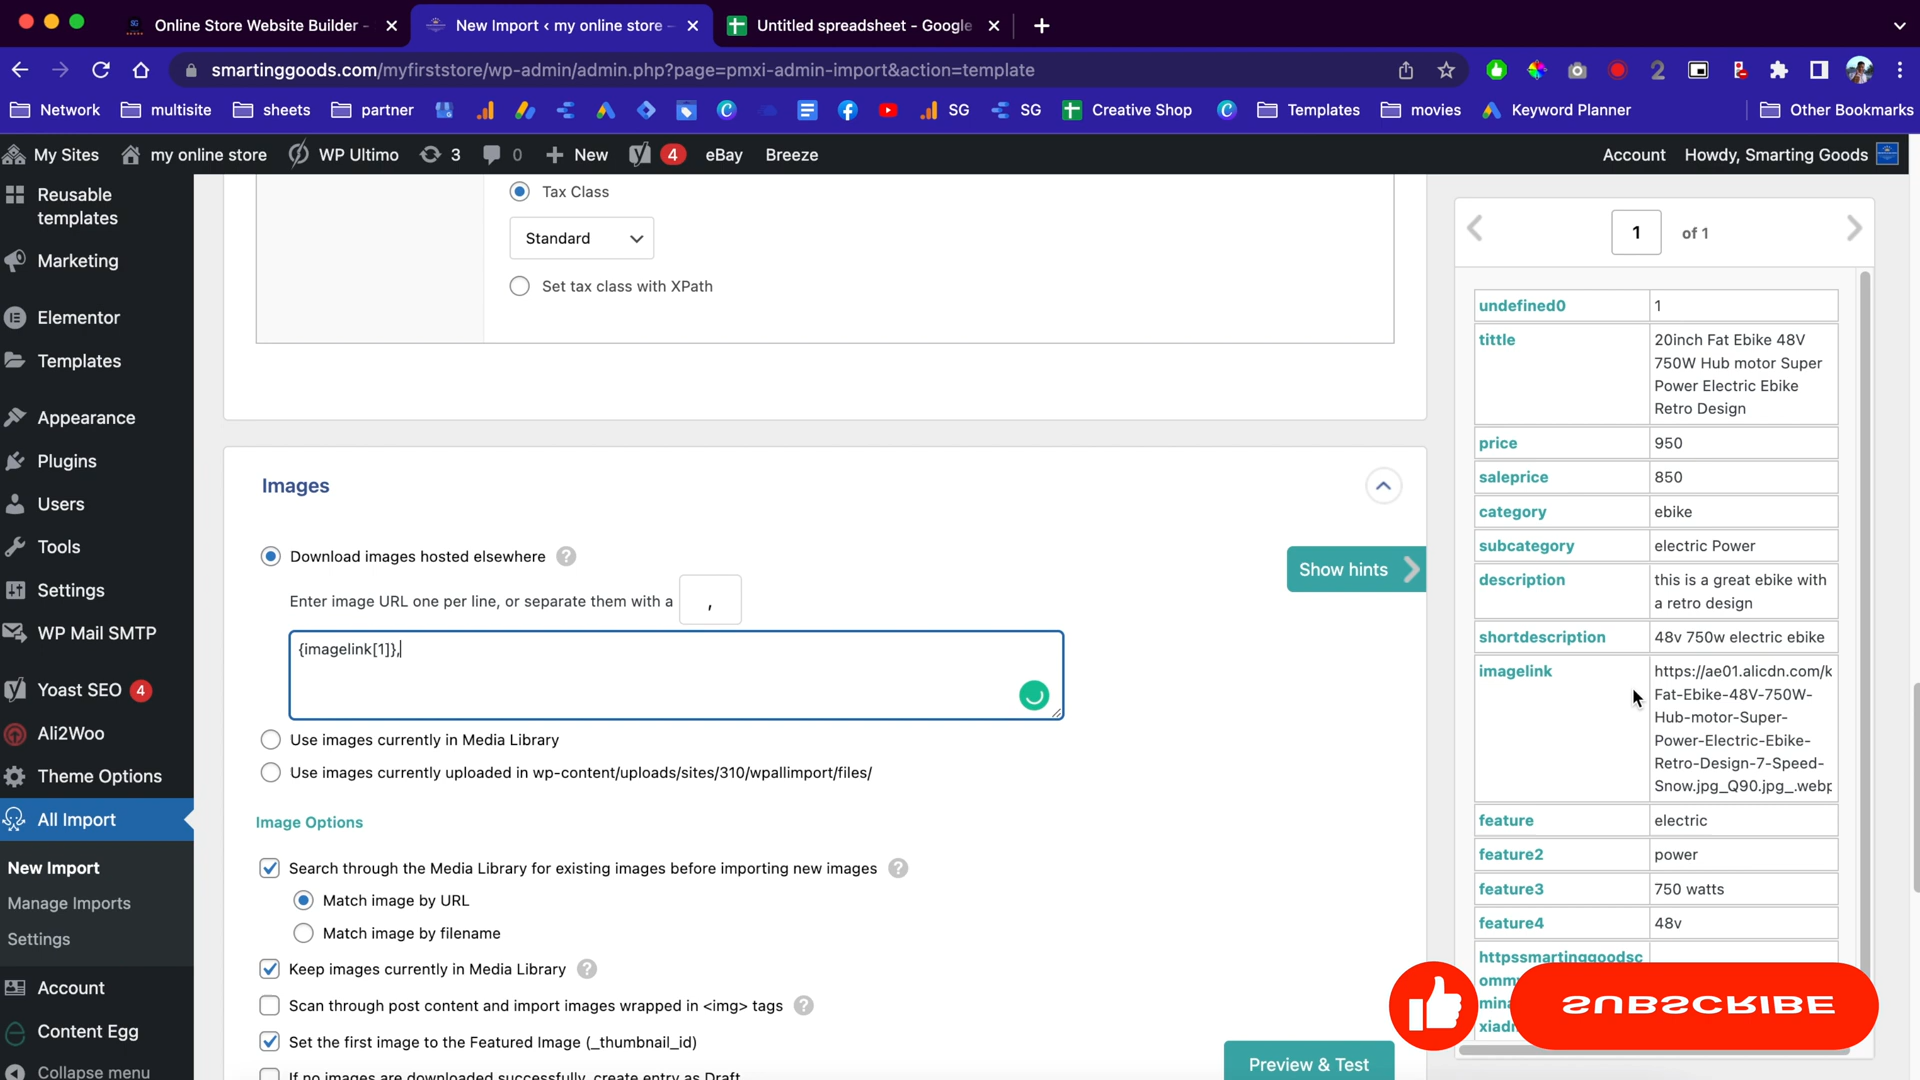 Online Store Website Builder -
New Import < my online store -
Untitled spreadsheet - Google
smartinggoods.com/myfirststore/wp-admin/admin.php?page=pmxi-admin-import&action=template
Network
multisite
sheets
partner
SG
SG
Creative Shop
Templates
movies
Keyword Planner
Other Bookmarks
My Sites
my online store
WP Ultimo
3
0
New
4
eBay
Breeze
Account
Howdy, Smarting Goods
Reusable
templates
Marketing
Elementor
Templates
Appearance
Plugins
Users
Tools
Settings
WP Mail SMTP
Yoast SEO 4
Ali2Woo
Theme Options
All Import
New Import
Manage Imports
Settings
Account
Content Egg
Collapse menu
Tax Class
Standard
Set tax class with XPath
Images
Download images hosted elsewhere ?
Enter image URL one per line, or separate them with a ,
{imagelink[1]},
Show hints
Use images currently in Media Library
Use images currently uploaded in wp-content/uploads/sites/310/wpallimport/files/
Image Options
Search through the Media Library for existing images before importing new images ?
Match image by URL
Match image by filename
Keep images currently in Media Library ?
Scan through post content and import images wrapped in <img> tags ?
Set the first image to the Featured Image (_thumbnail_id)
If no images are downloaded successfully, create entry as Draft
Preview & Test
1 of 1
undefined0 1
tittle 20inch Fat Ebike 48V
750W Hub motor Super
Power Electric Ebike
Retro Design
price 950
saleprice 850
category ebike
subcategory electric Power
description this is a great ebike with
a retro design
shortdescription 48v 750w electric ebike
imagelink https://ae01.alicdn.com/k
Fat-Ebike-48V-750W-
Hub-motor-Super-
Power-Electric-Ebike-
Retro-Design-7-Speed-
Snow.jpg_Q90.jpg_.webp
feature electric
feature2 power
feature3 750 watts
feature4 48v
httpssmartinggoodsc
SUBSCRIBE